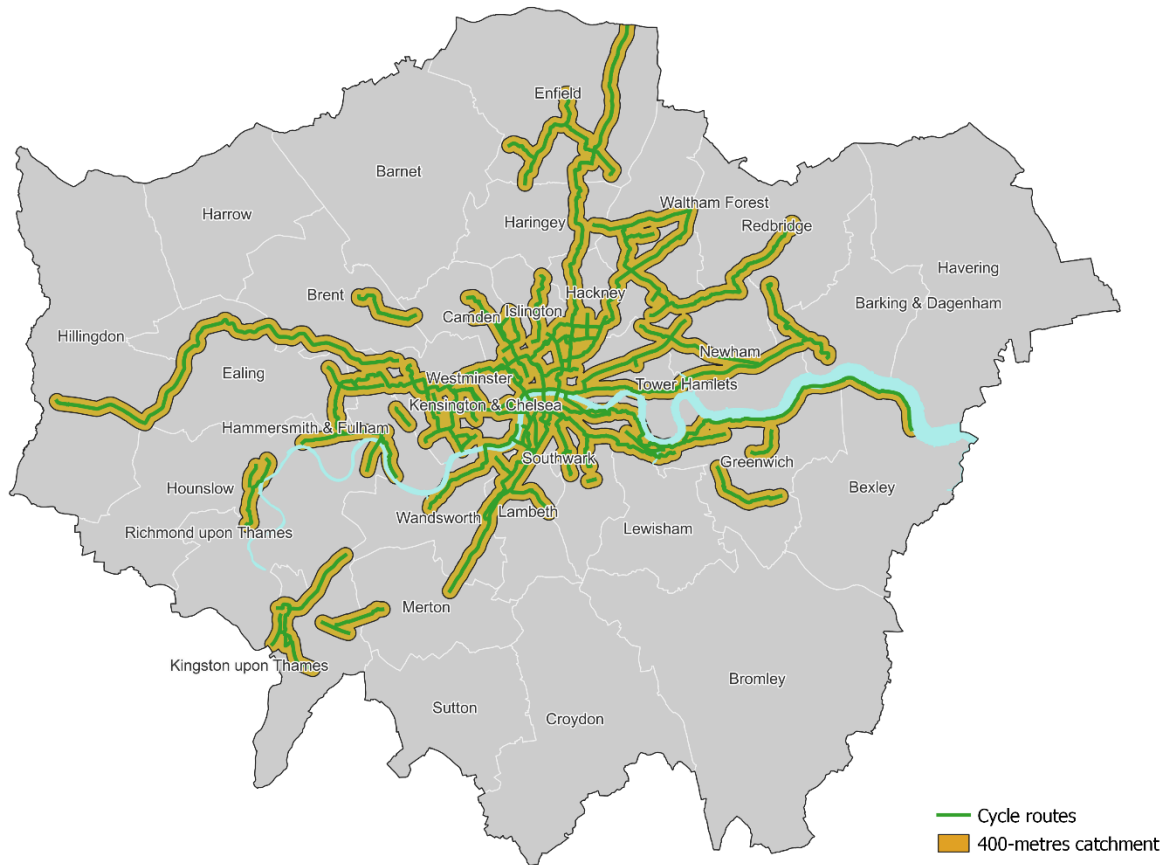 Enfield
Barnet
Waltham Forest
Harrow
Haringey
Redbridge
Havering
Brent
Hackney
Barking & Dagenham
Camden
Islington
Hillingdon
Newham
Ealing
Westminster
Tower Hamlets
Kensington & Chelsea
Hammersmith & Fulham
Southwark
Greenwich
Hounslow
Bexley
Wandsworth
Lambeth
Richmond upon Thames
Lewisham
Merton
Kingston upon Thames
Bromley
Sutton
Croydon
Cycle routes
400-metres catchment